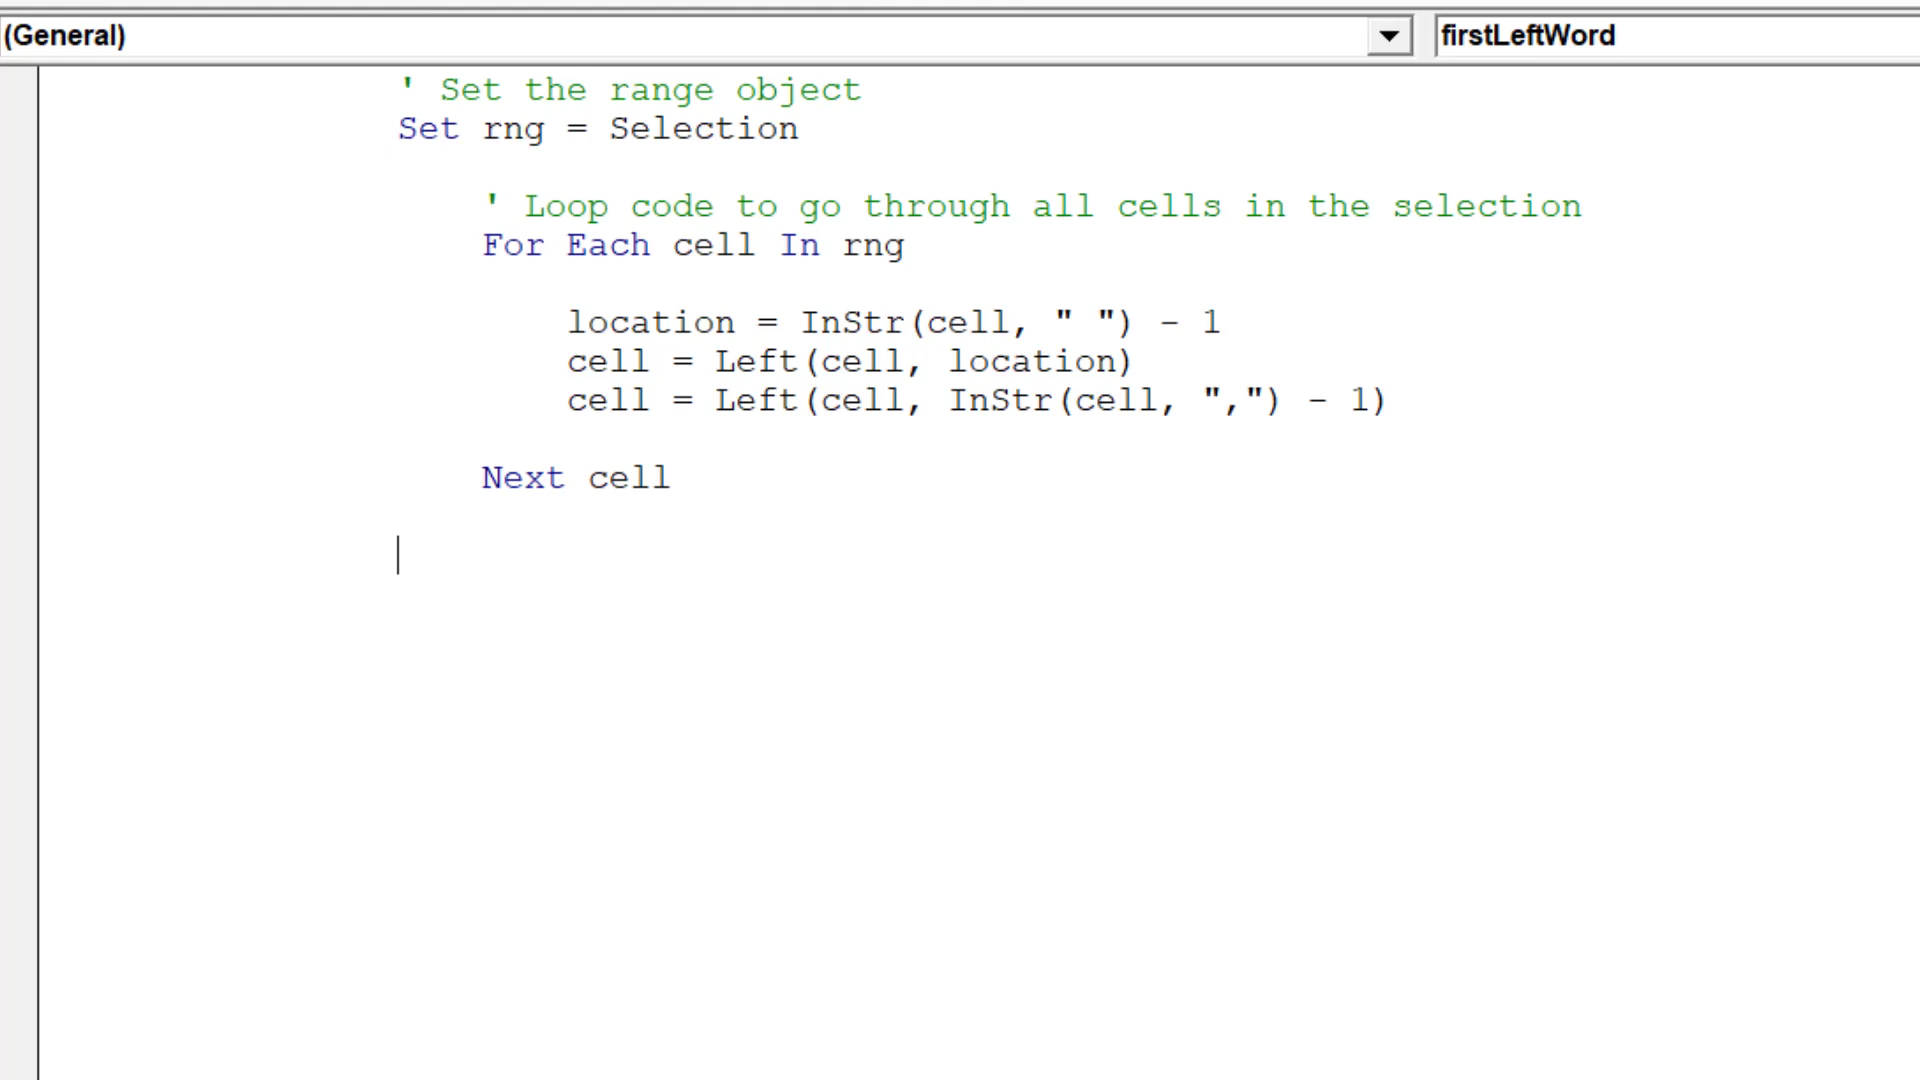 (General)
firstLeftWord
' Set the range object
Set rng = Selection
' Loop code to go through all cells in the selection
For Each cell In rng
location = InStr(cell, " ") - 1
cell = Left(cell, location)
cell = Left(cell, InStr(cell, ",") - 1)
Next cell